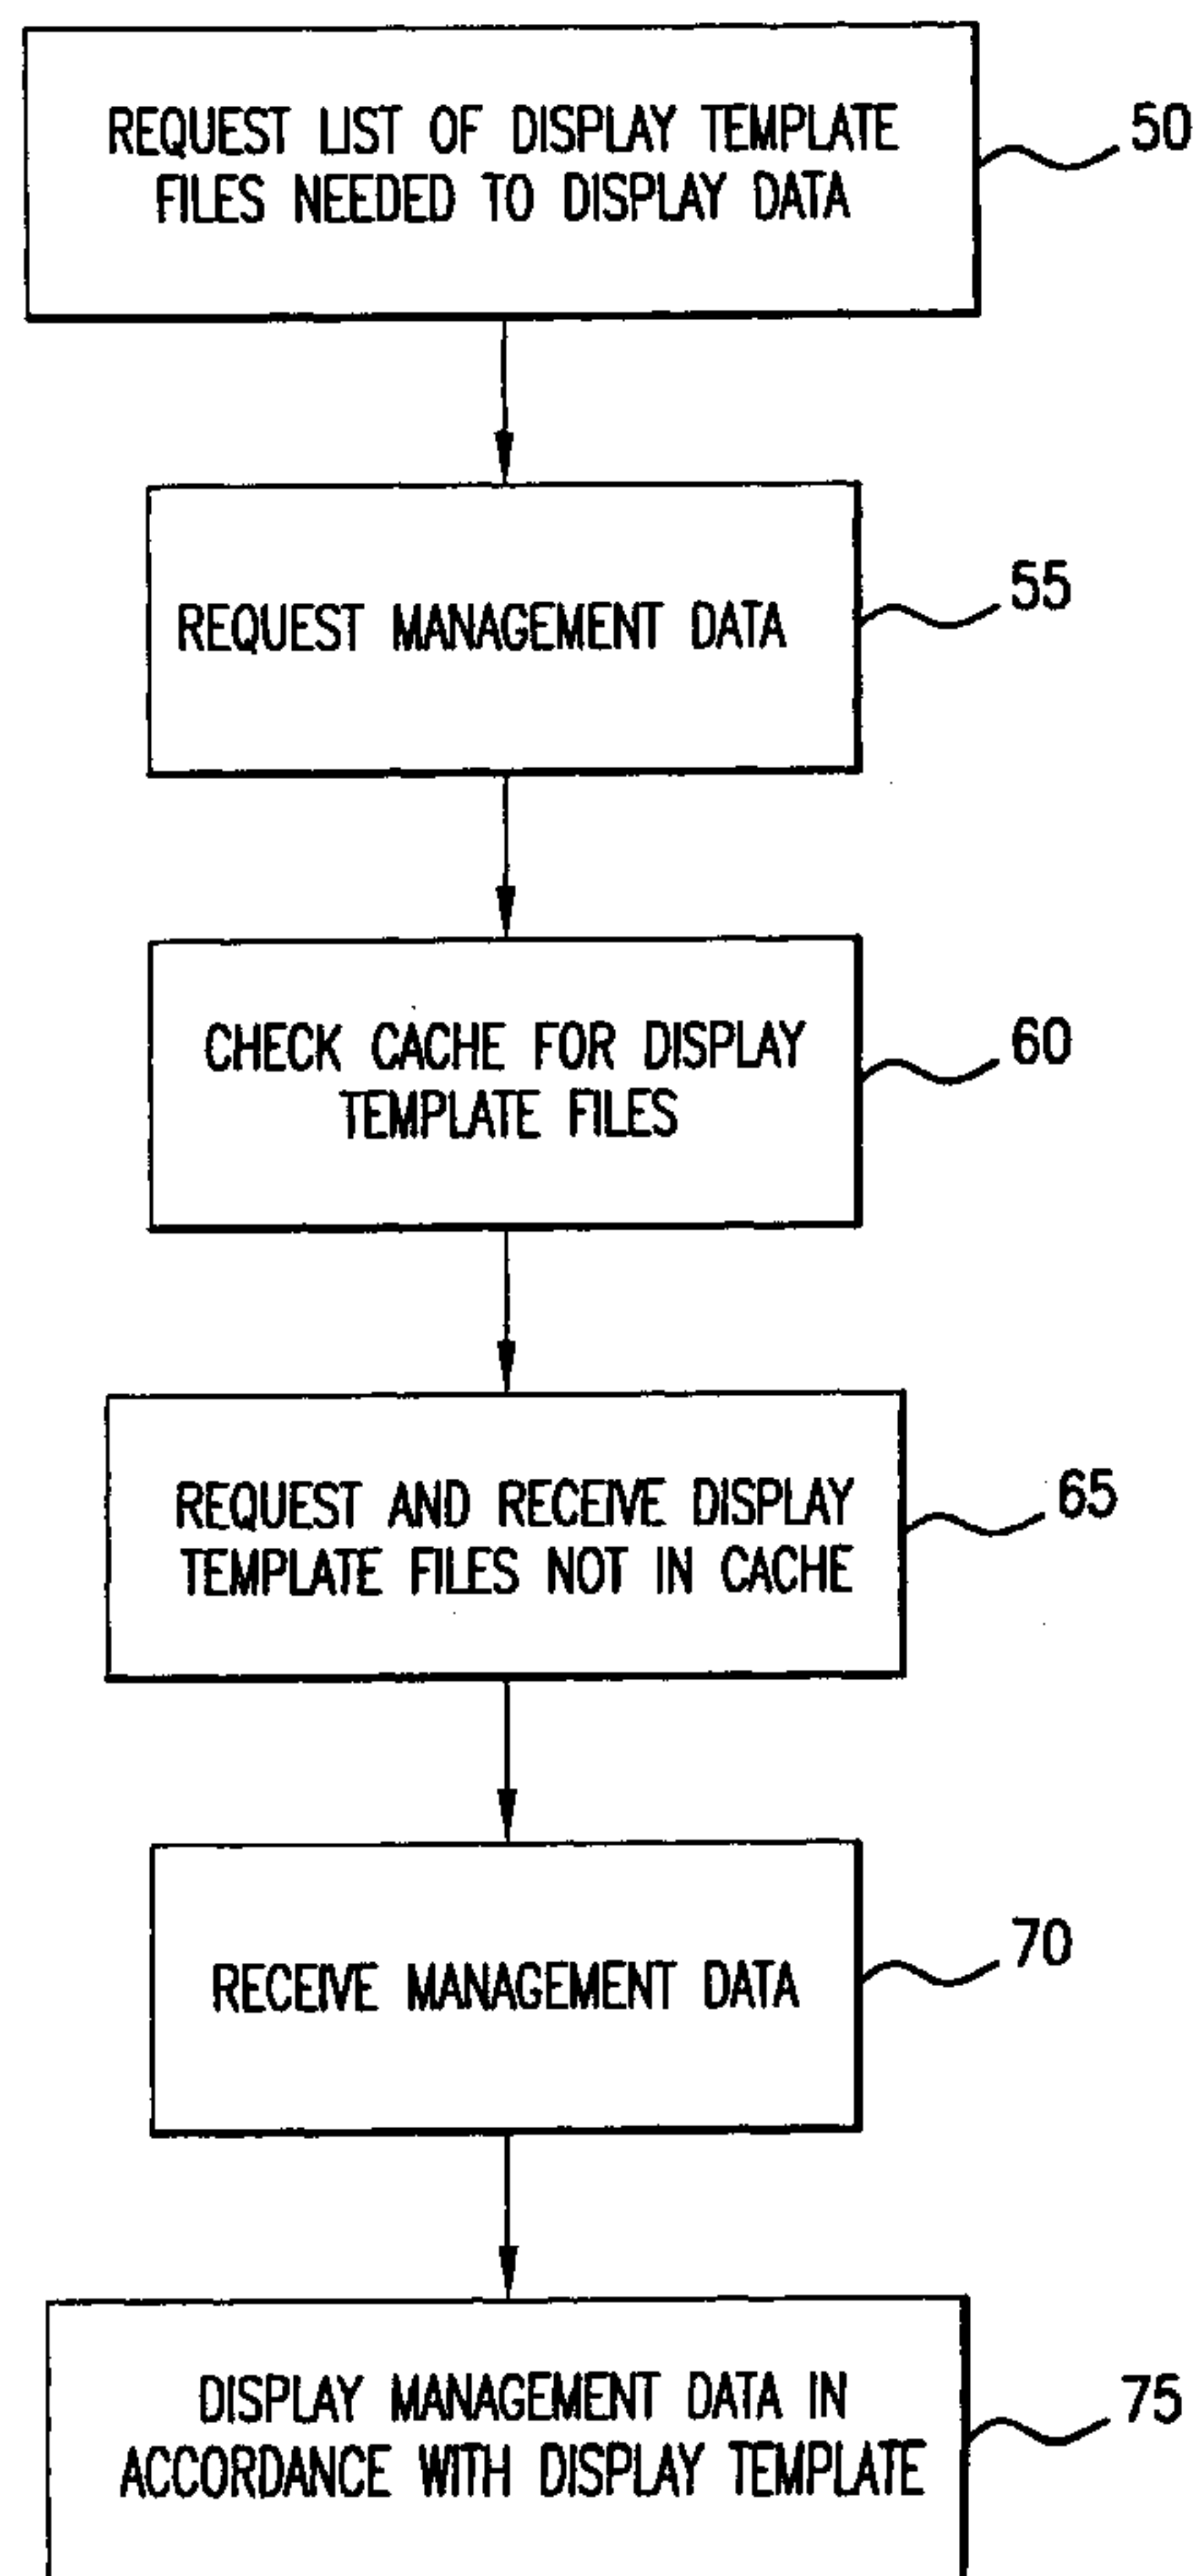 REQUEST LIST OF DISPLAY TEMPLATE
FILES NEEDED TO DISPLAY DATA
50
REQUEST MANAGEMENT DATA
55
CHECK CACHE FOR DISPLAY
TEMPLATE FILES
60
REQUEST AND RECEIVE DISPLAY
TEMPLATE FILES NOT IN CACHE
65
RECEIVE MANAGEMENT DATA
70
DISPLAY MANAGEMENT DATA IN
ACCORDANCE WITH DISPLAY TEMPLATE
75